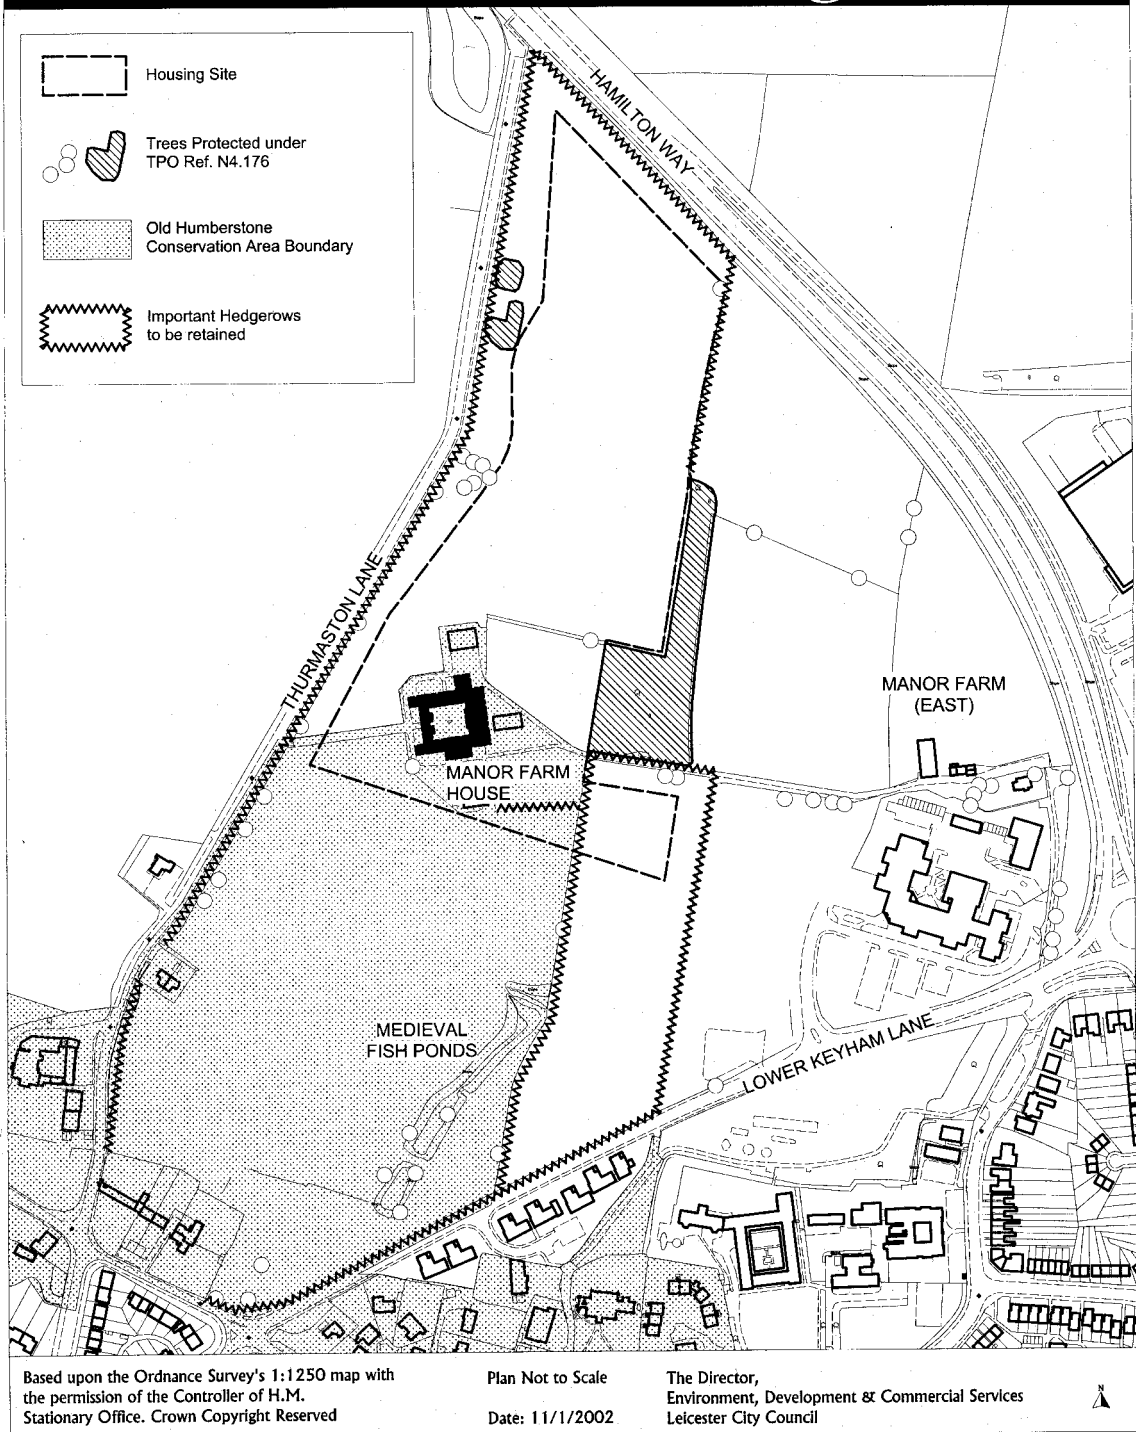 Housing Site
Trees Protected under
TPO Ref. N4.176
Old Humberstone
Conservation Area Boundary
Important Hedgerows
to be retained
HAMILTON WAY
THURMASTON LANE
MANOR FARM
(EAST)
MANOR FARM
HOUSE
MEDIEVAL
FISH PONDS
LOWER KEYHAM LANE
Based upon the Ordnance Survey's 1:1250 map with
the permission of the Controller of H.M.
Stationary Office. Crown Copyright Reserved
Plan Not to Scale
Date: 11/1/2002
The Director,
Environment, Development & Commercial Services
Leicester City Council
N